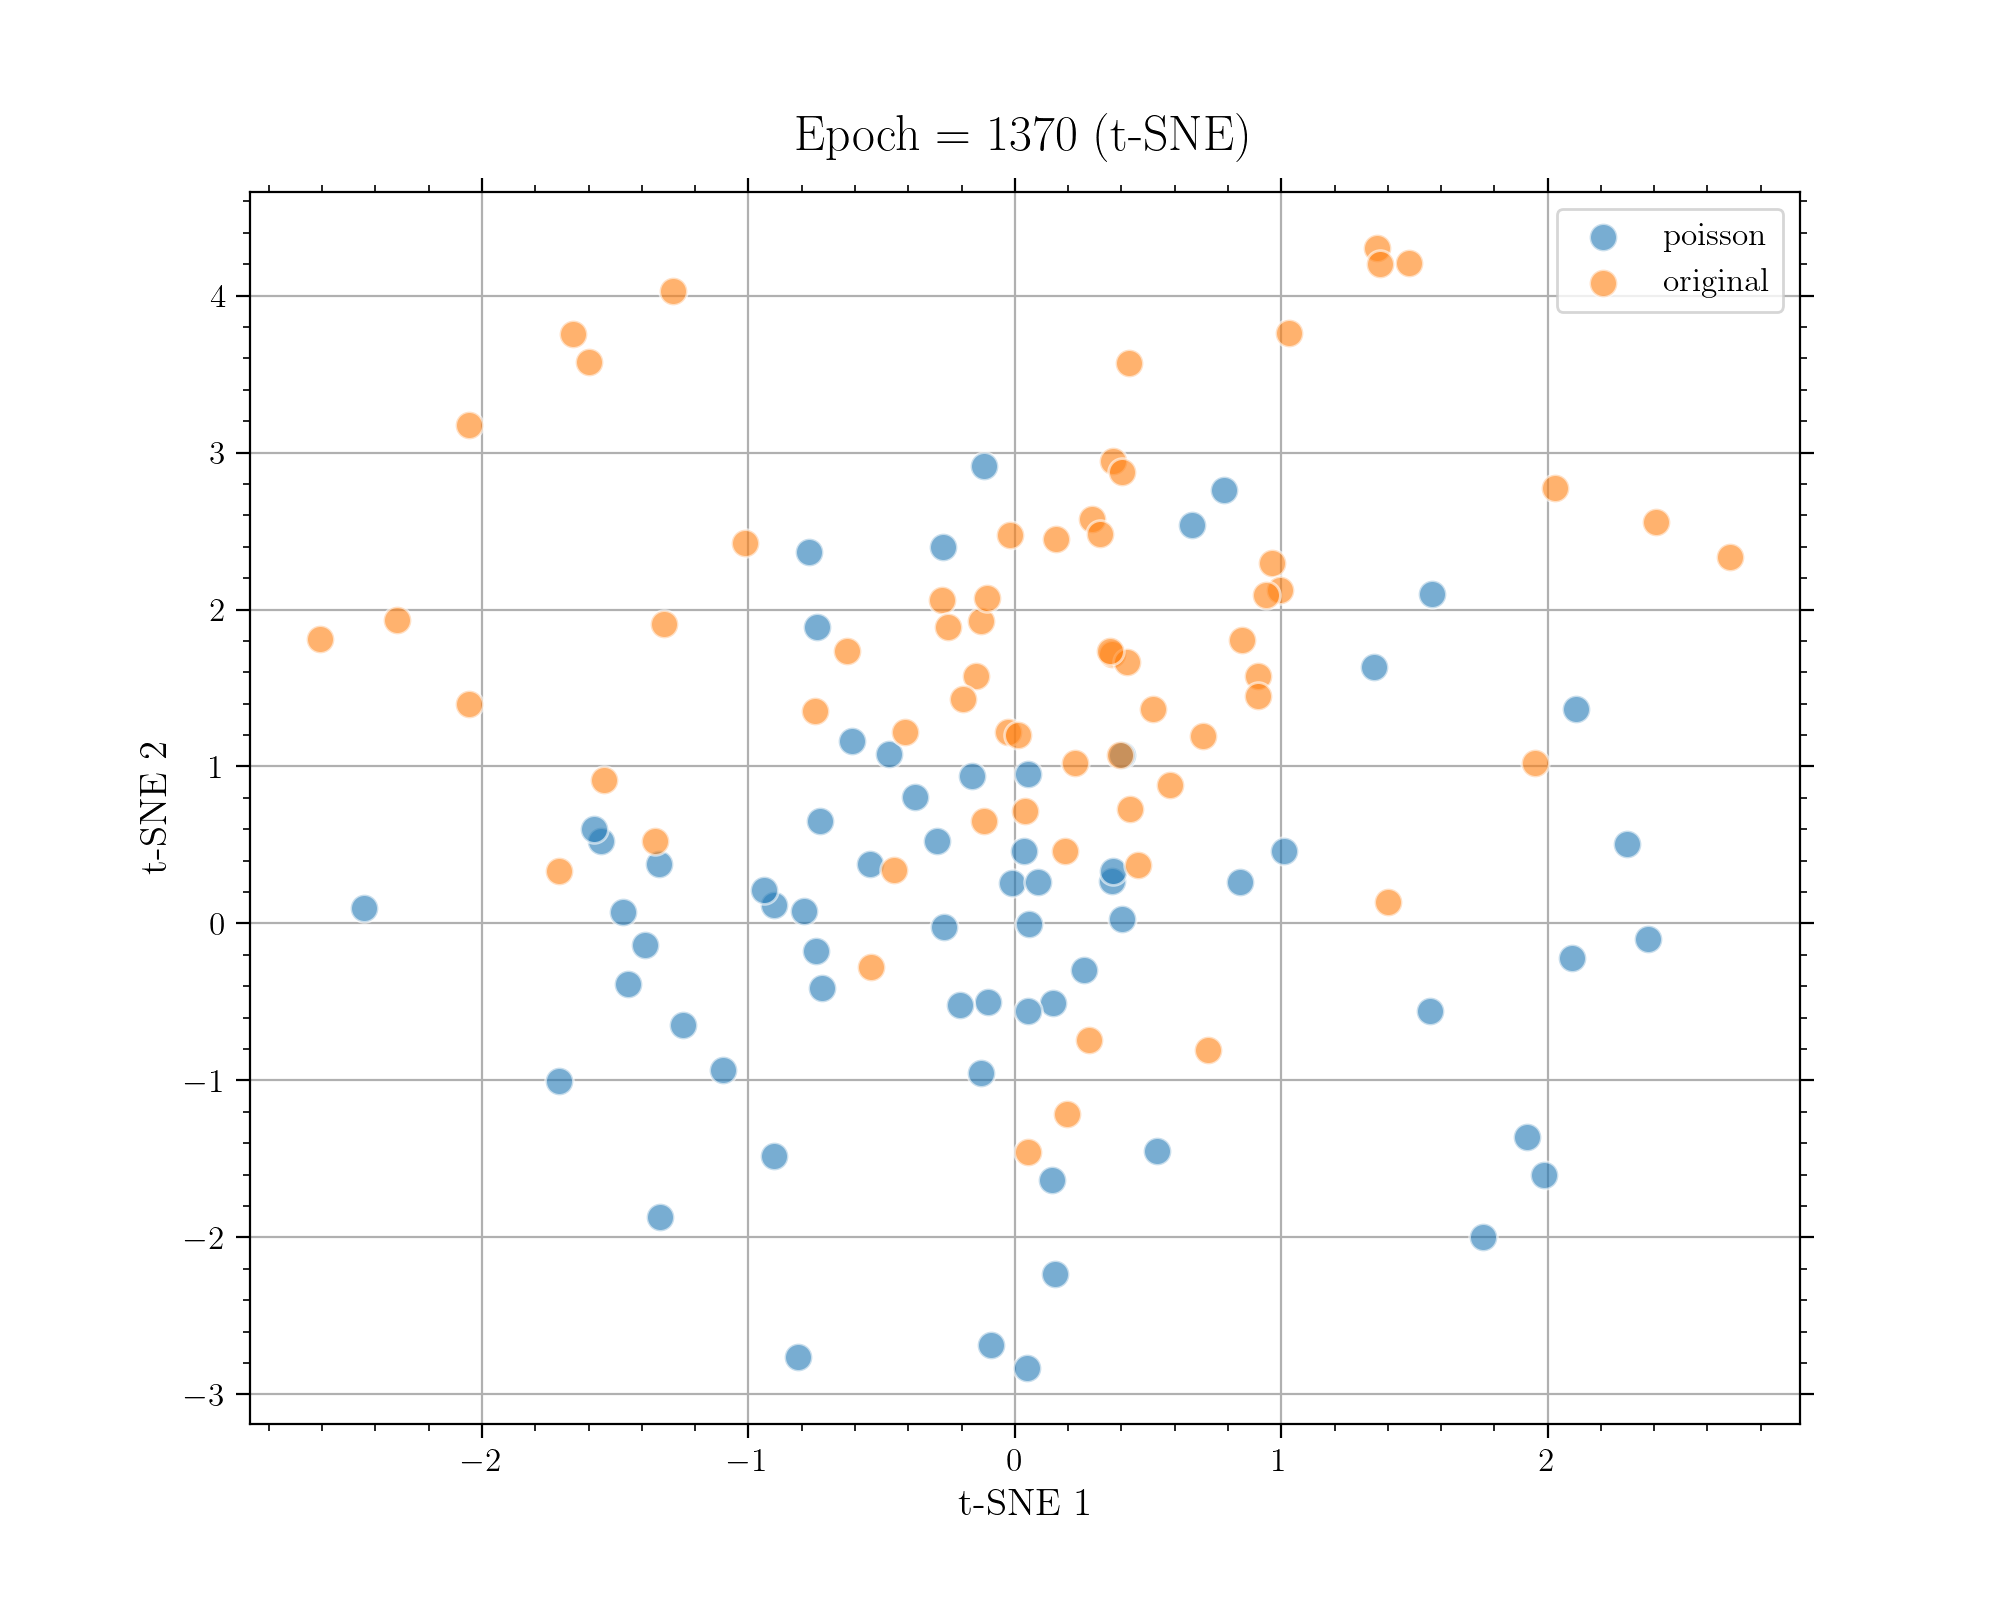 Epoch = 1370 (t-SNE)
poisson
original
4
3
2
1
0
−1
−2
−3
t-SNE 2
−2
−1
0
1
2
t-SNE 1